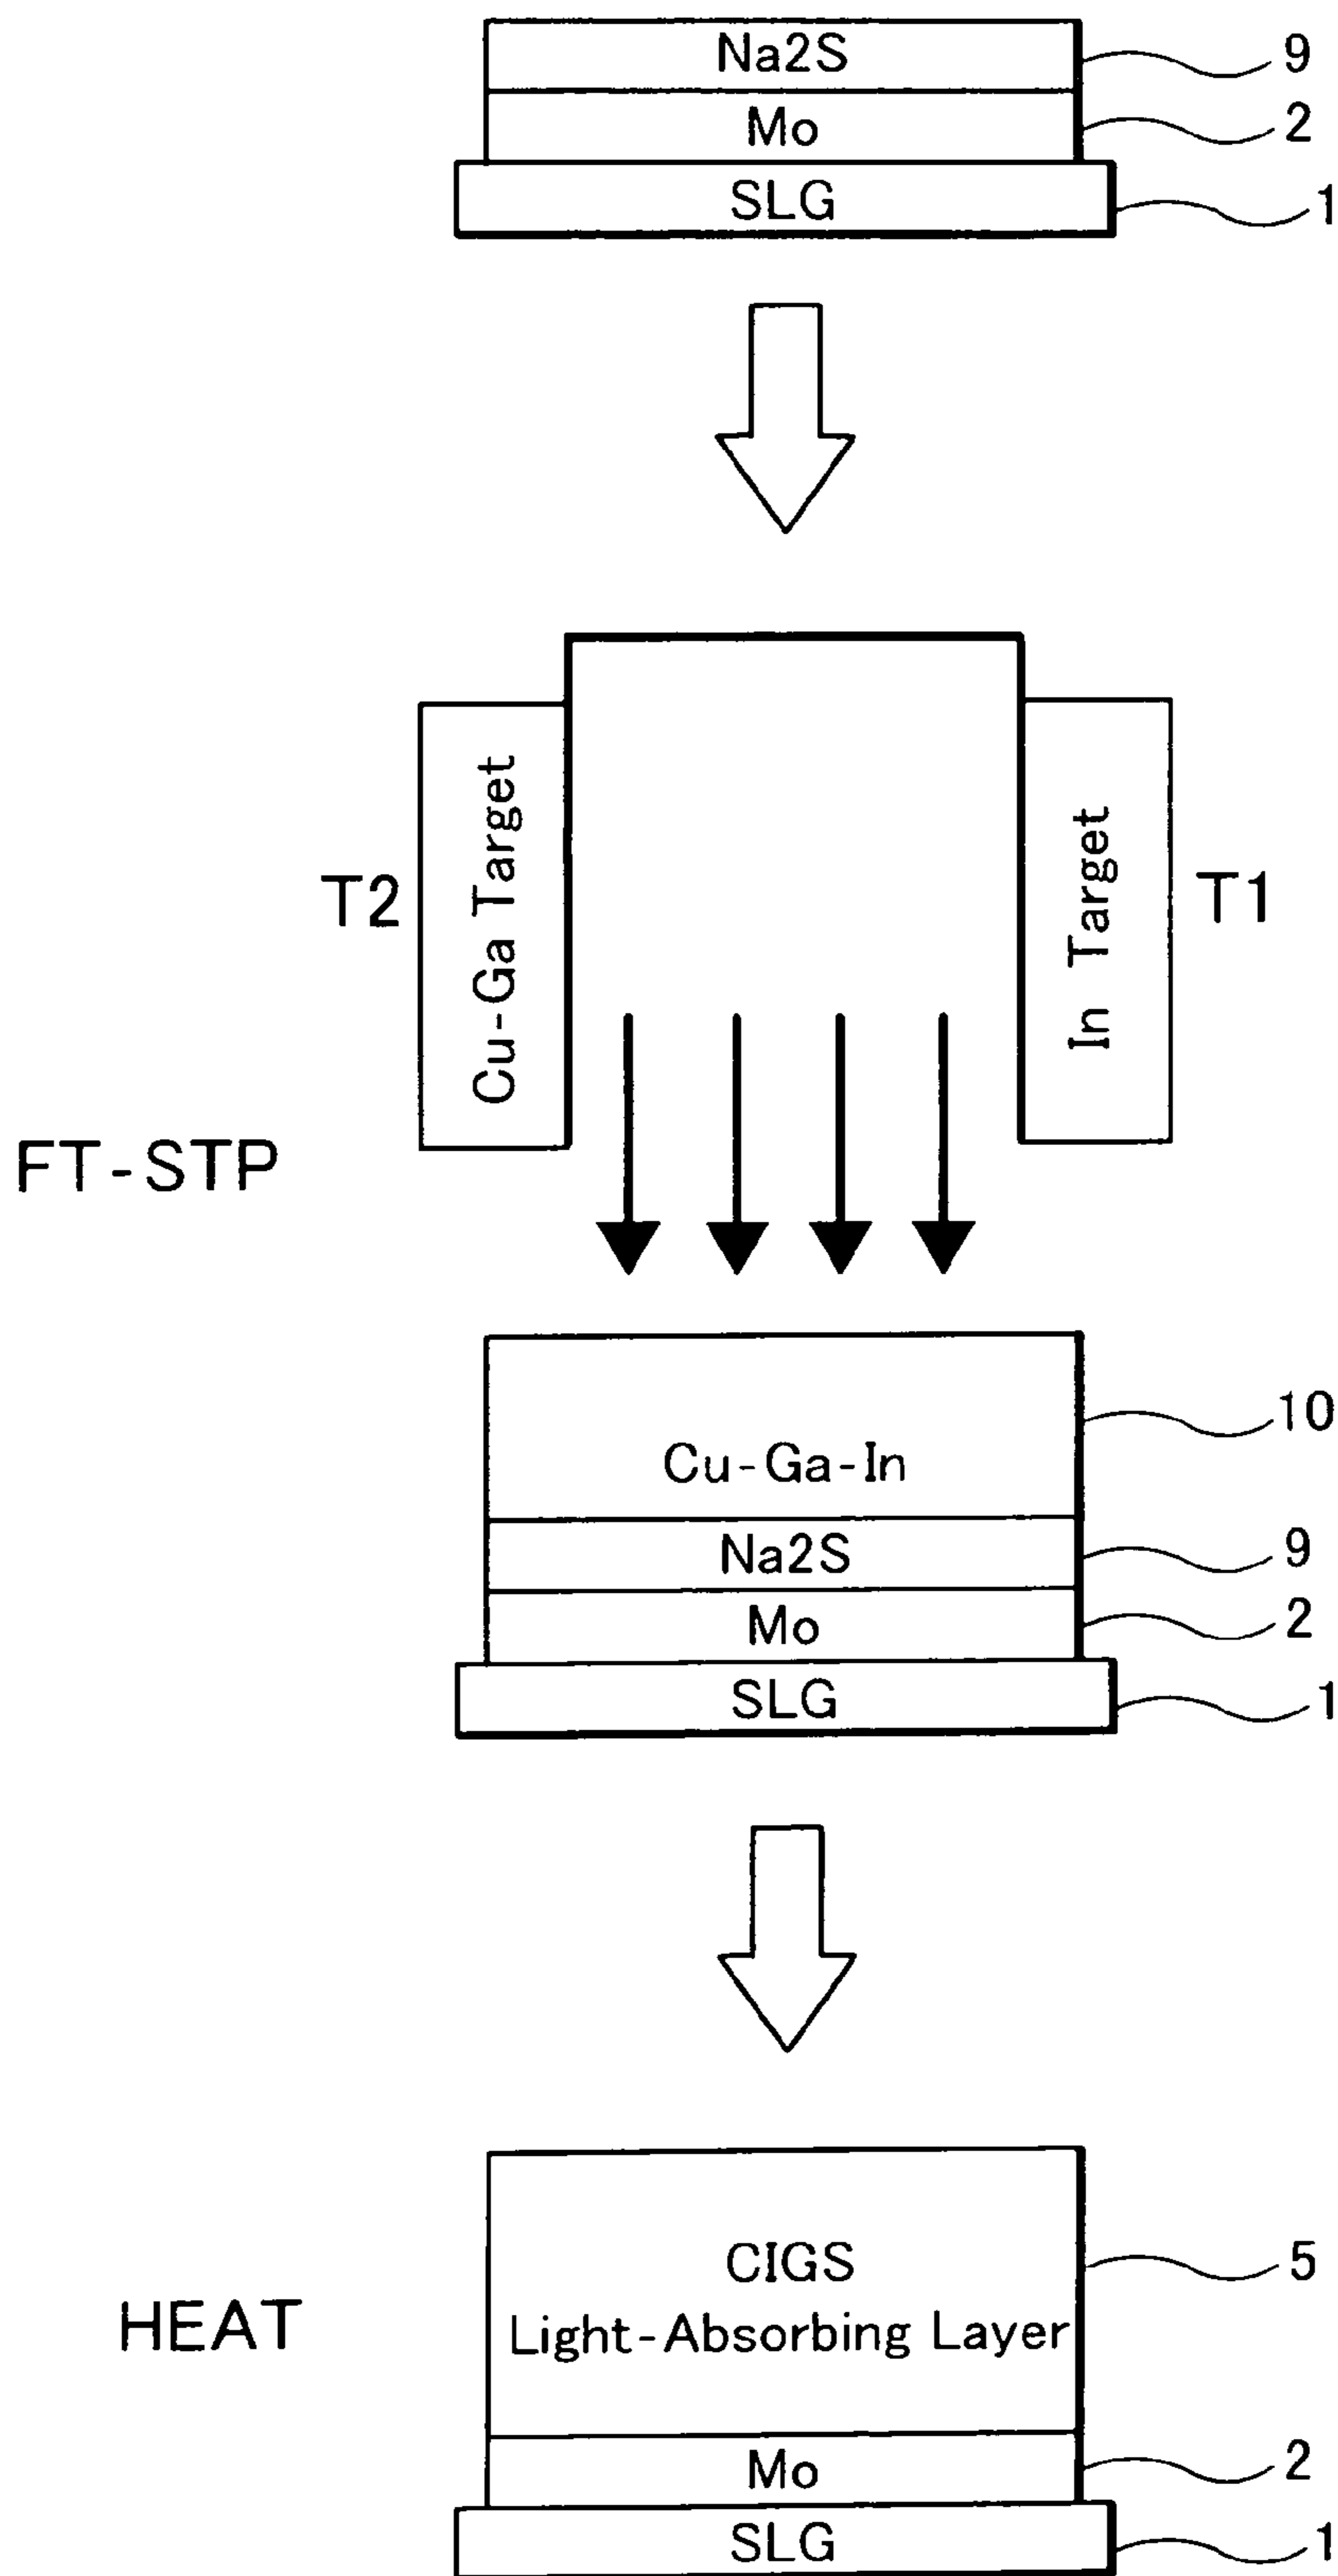 Na2S
9
Mo
2
SLG
1
T2
Cu-Ga Target
In Target
T1
FT-STP
10
Cu-Ga-In
Na2S
9
Mo
2
SLG
1
HEAT
CIGS
5
Light-Absorbing Layer
Mo
2
SLG
1